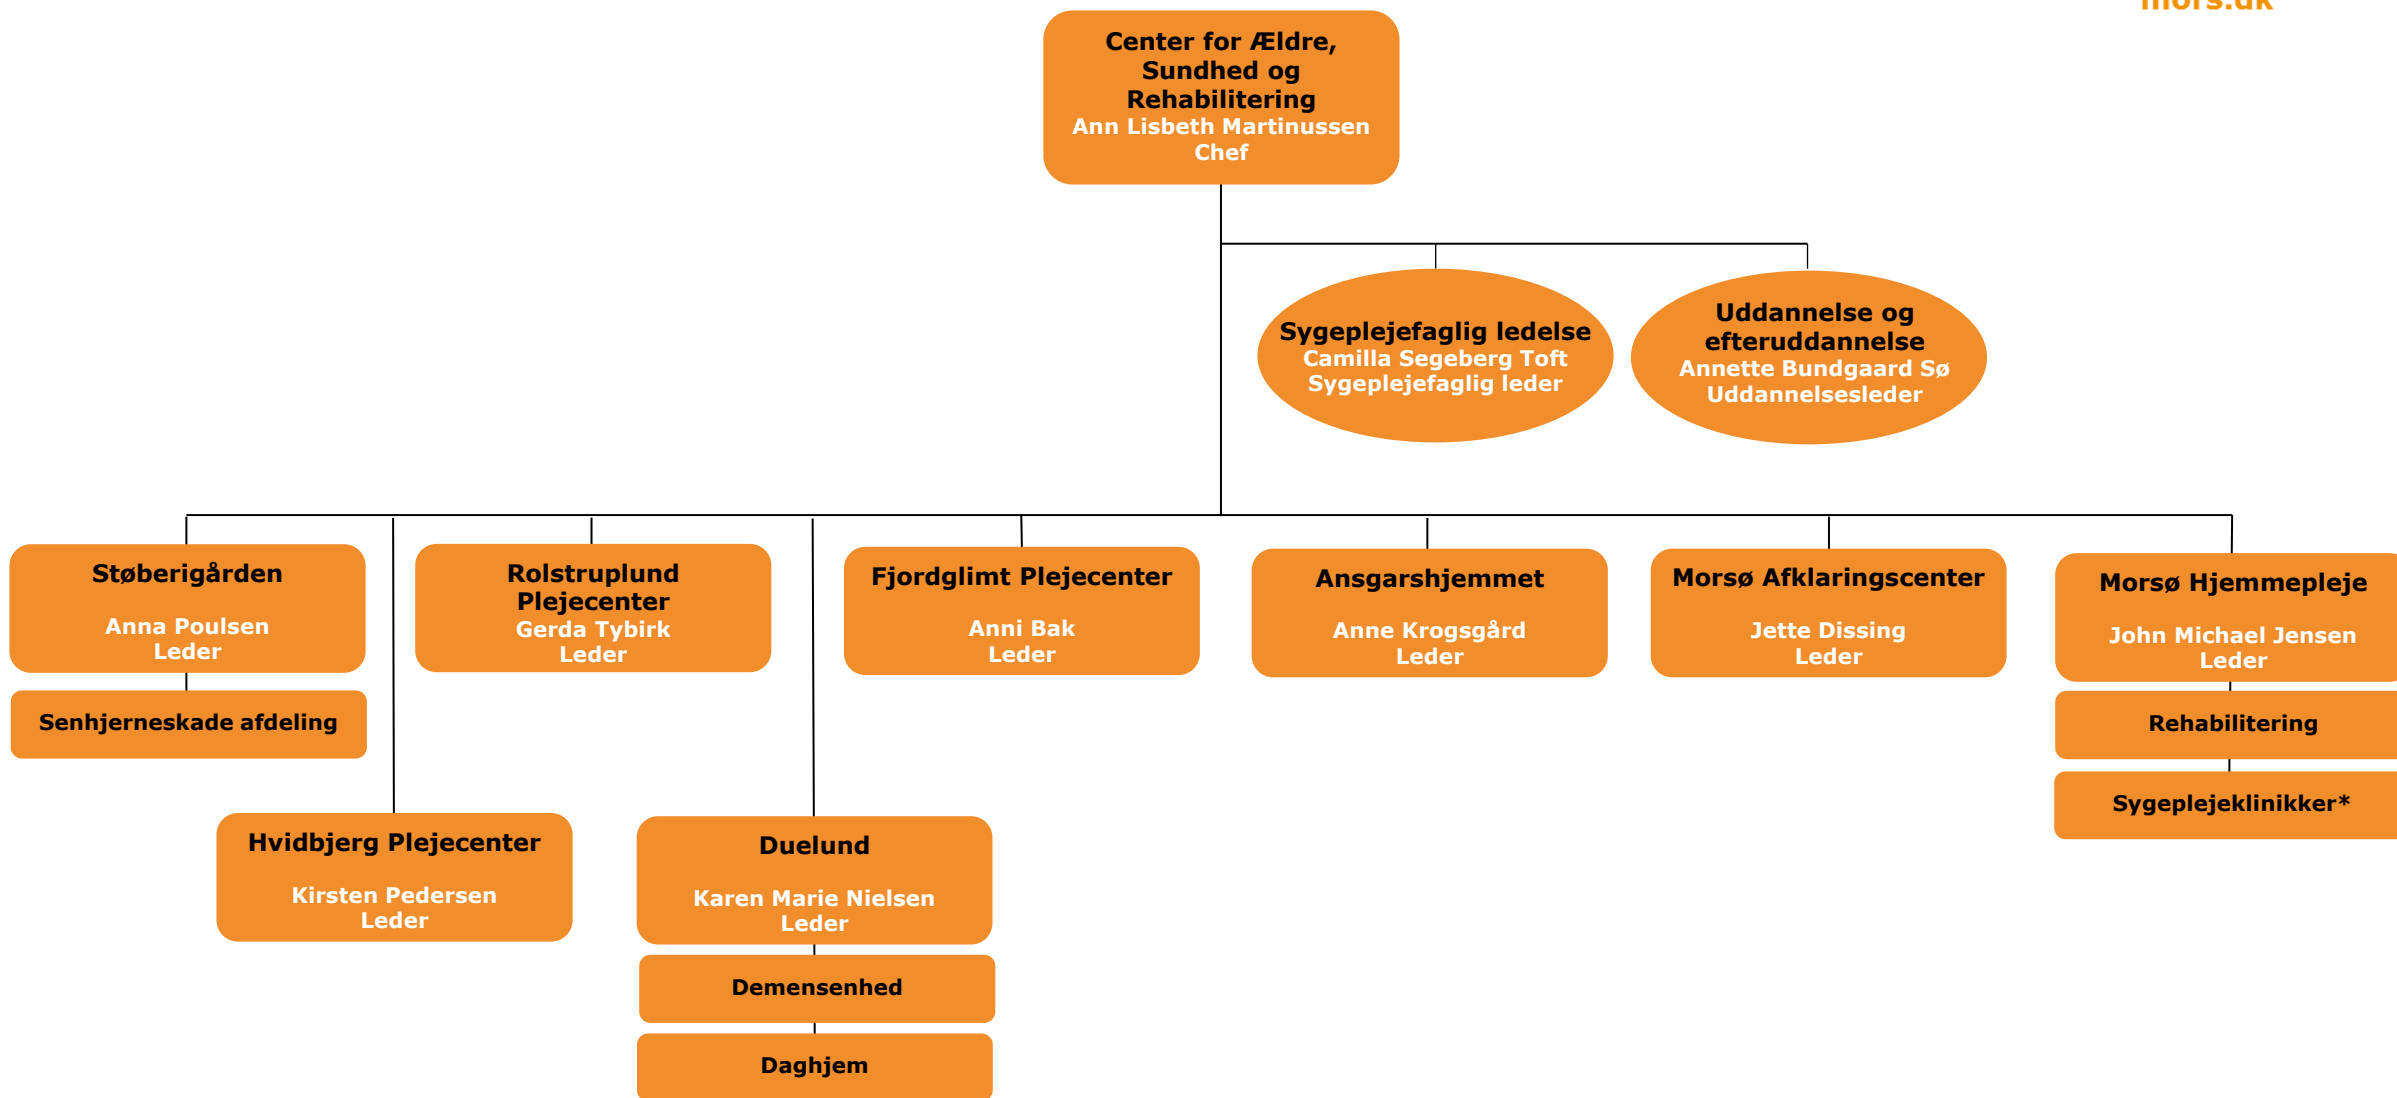 mors.dk
Center for Ældre,
Sundhed og
Rehabilitering
Ann Lisbeth Martinussen
Chef
Sygeplejefaglig ledelse
Camilla Segeberg Toft
Sygeplejefaglig leder
Uddannelse og
efteruddannelse
Annette Bundgaard Sø
Uddannelsesleder
Støberigården
Anna Poulsen
Leder
Senhjerneskade afdeling
Rolstruplund
Plejecenter
Gerda Tybirk
Leder
Fjordglimt Plejecenter
Anni Bak
Leder
Ansgarshjemmet
Anne Krogsgård
Leder
Morsø Afklaringscenter
Jette Dissing
Leder
Morsø Hjemmepleje
John Michael Jensen
Leder
Rehabilitering
Sygeplejeklinikker*
Hvidbjerg Plejecenter
Kirsten Pedersen
Leder
Duelund
Karen Marie Nielsen
Leder
Demensenhed
Daghjem